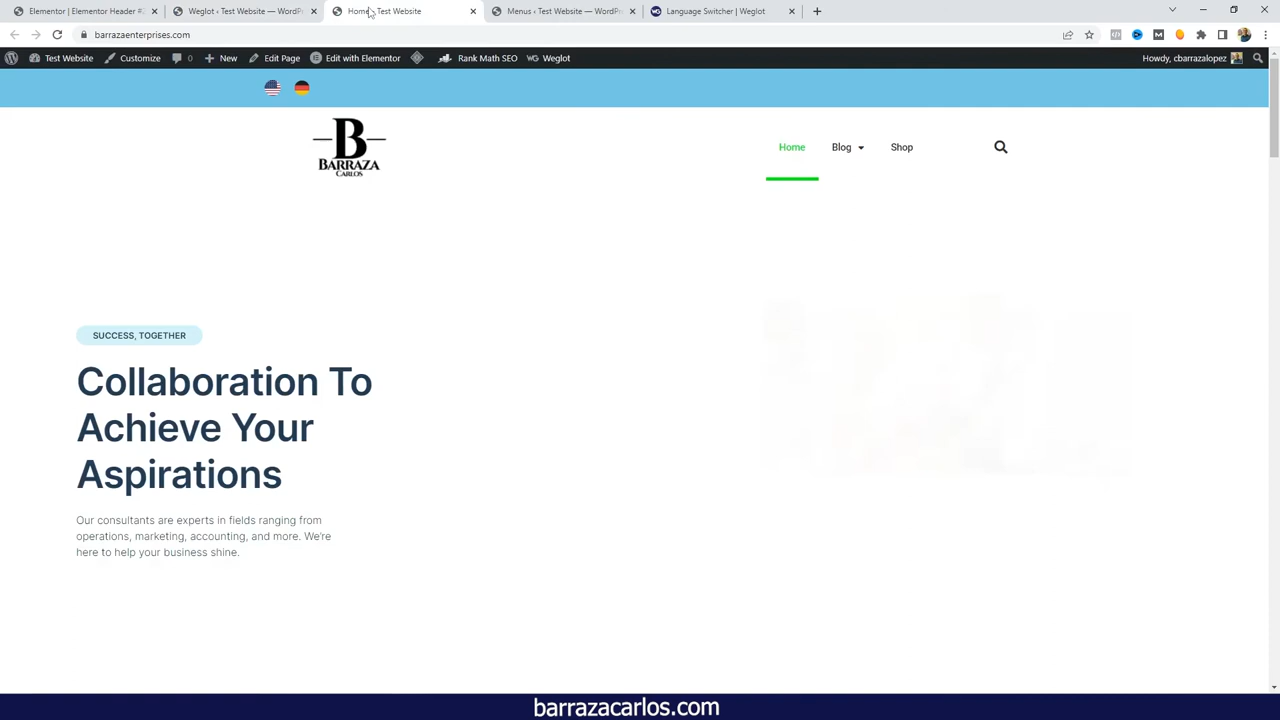 Elementor | Elementor Header #
Weglot ‹ Test Website — WordPr
Home - Test Website
Menus ‹ Test Website — WordPr
Language Switcher | Weglot
barrazaenterprises.com
Test Website
Customize
0
New
Edit Page
Edit with Elementor
Rank Math SEO
WG Weglot
Howdy, cbarrazalopez
B
BARRAZA
CARLOS
Home
Blog
Shop
SUCCESS, TOGETHER
Collaboration To
Achieve Your
Aspirations
Our consultants are experts in fields ranging from
operations, marketing, accounting, and more. We're
here to help your business shine.
barrazacarlos.com